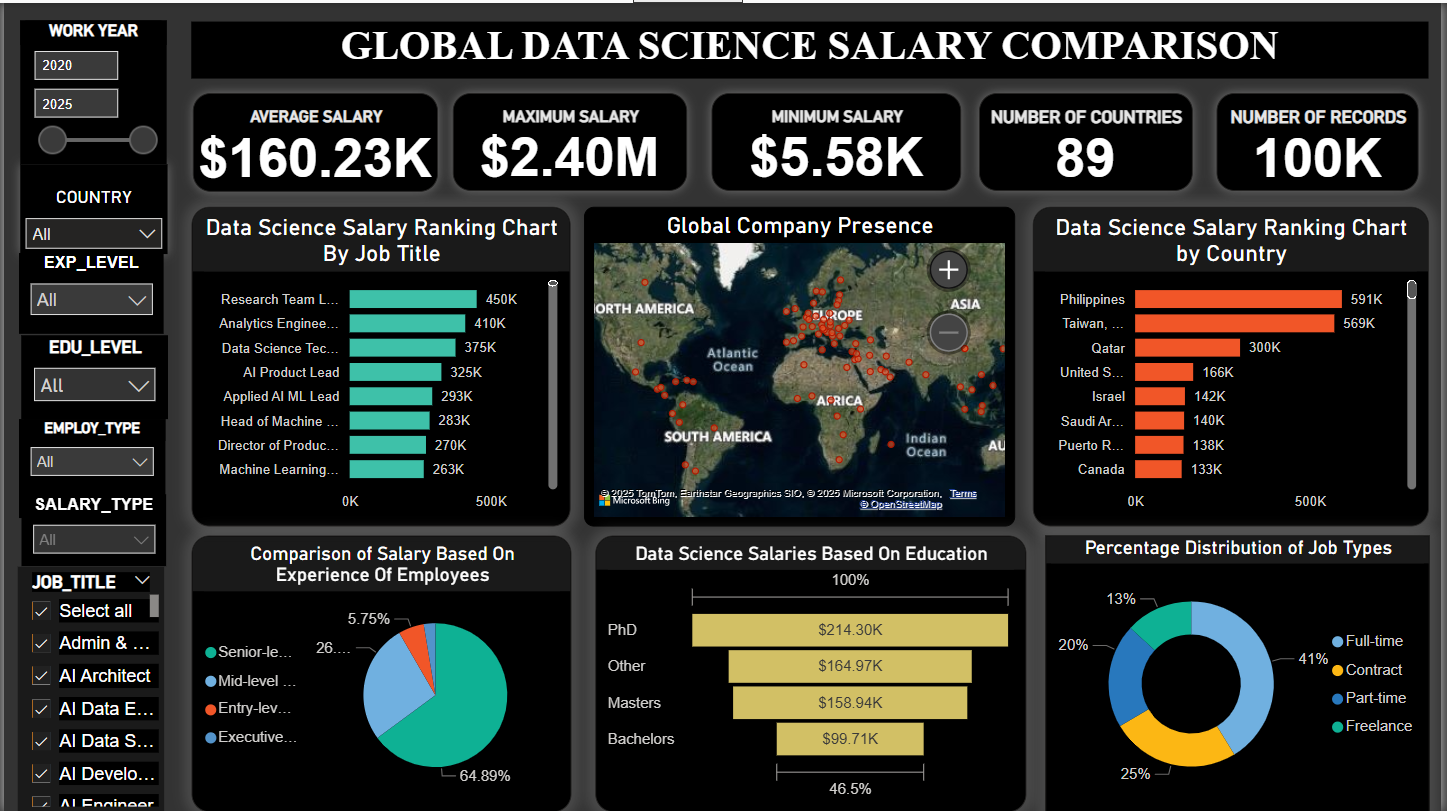 WORK YEAR
2020
2025
COUNTRY
All
EXP_LEVEL
All
EDU_LEVEL
All
EMPLOY_TYPE
All
SALARY_TYPE
All
JOB_TITLE
Select all
Admin & ...
AI Architect
AI Data E...
AI Data S...
AI Develo...
AI Engineer
GLOBAL DATA SCIENCE SALARY COMPARISON
AVERAGE SALARY
$160.23K
MAXIMUM SALARY
$2.40M
MINIMUM SALARY
$5.58K
NUMBER OF COUNTRIES
89
NUMBER OF RECORDS
100K
Data Science Salary Ranking Chart
By Job Title
Research Team L... 450K
Analytics Enginee... 410K
Data Science Tec... 375K
AI Product Lead 325K
Applied AI ML Lead 293K
Head of Machine ... 283K
Director of Produc... 270K
Machine Learning... 263K
0K 500K
Global Company Presence
ORTH AMERICA
EUROPE
ASIA
Atlantic
Ocean
AFRICA
SOUTH AMERICA
Indian
Ocean
AU
© 2025 TomTom, Earthstar Geographics SIO, © 2025 Microsoft Corporation, Terms
Microsoft Bing
© OpenStreetMap
Data Science Salary Ranking Chart
by Country
Philippines 591K
Taiwan, ... 569K
Qatar 300K
United S... 166K
Israel 142K
Saudi Ar... 140K
Puerto R... 138K
Canada 133K
0K 500K
Comparison of Salary Based On
Experience Of Employees
Senior-le...
Mid-level ...
Entry-lev...
Executive...
5.75%
26....
64.89%
Data Science Salaries Based On Education
100%
PhD $214.30K
Other $164.97K
Masters $158.94K
Bachelors $99.71K
46.5%
Percentage Distribution of Job Types
13%
20%
41%
25%
Full-time
Contract
Part-time
Freelance